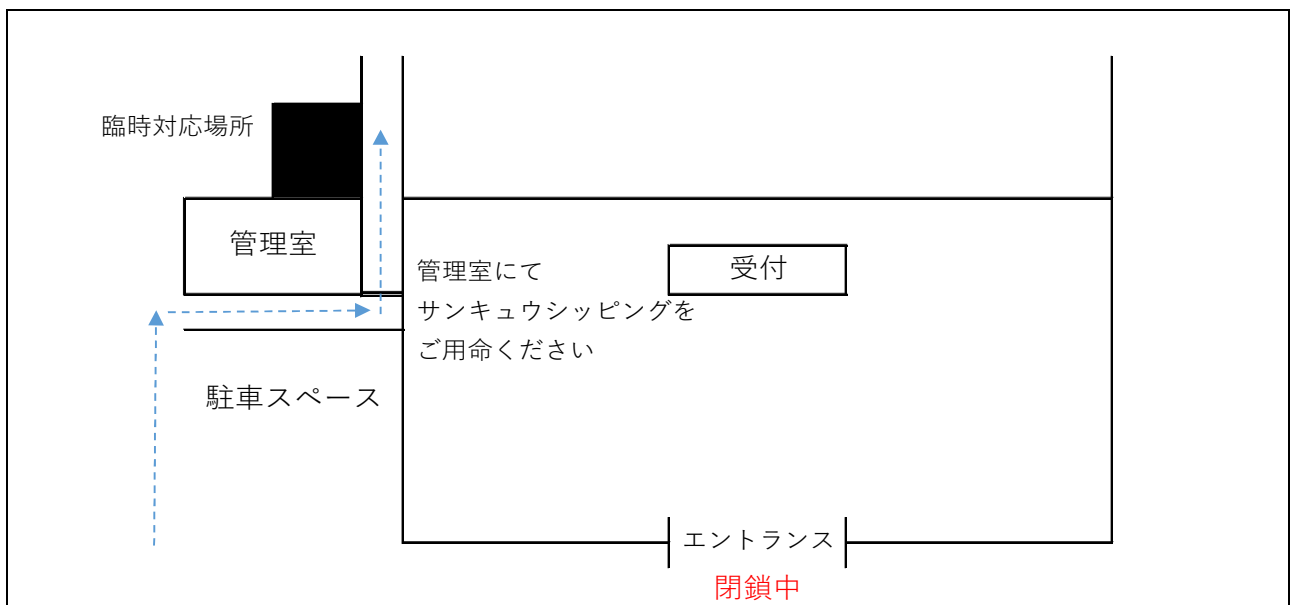 臨時対応場所
管理室
受付
管理室にて
サンキュウシッピングを
ご用命ください
駐車スペース
エントランス
閉鎖中